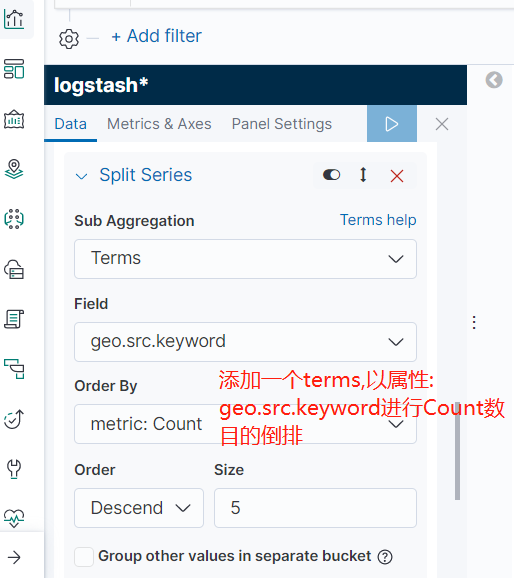 + Add filter
logstash*
Data Metrics & Axes Panel Settings
Split Series
Sub Aggregation Terms help
Terms
Field
geo.src.keyword
添加一个terms,以属性:
geo.src.keyword进行Count数
目的倒排
Order By
metric: Count
Order Size
Descend 5
Group other values in separate bucket